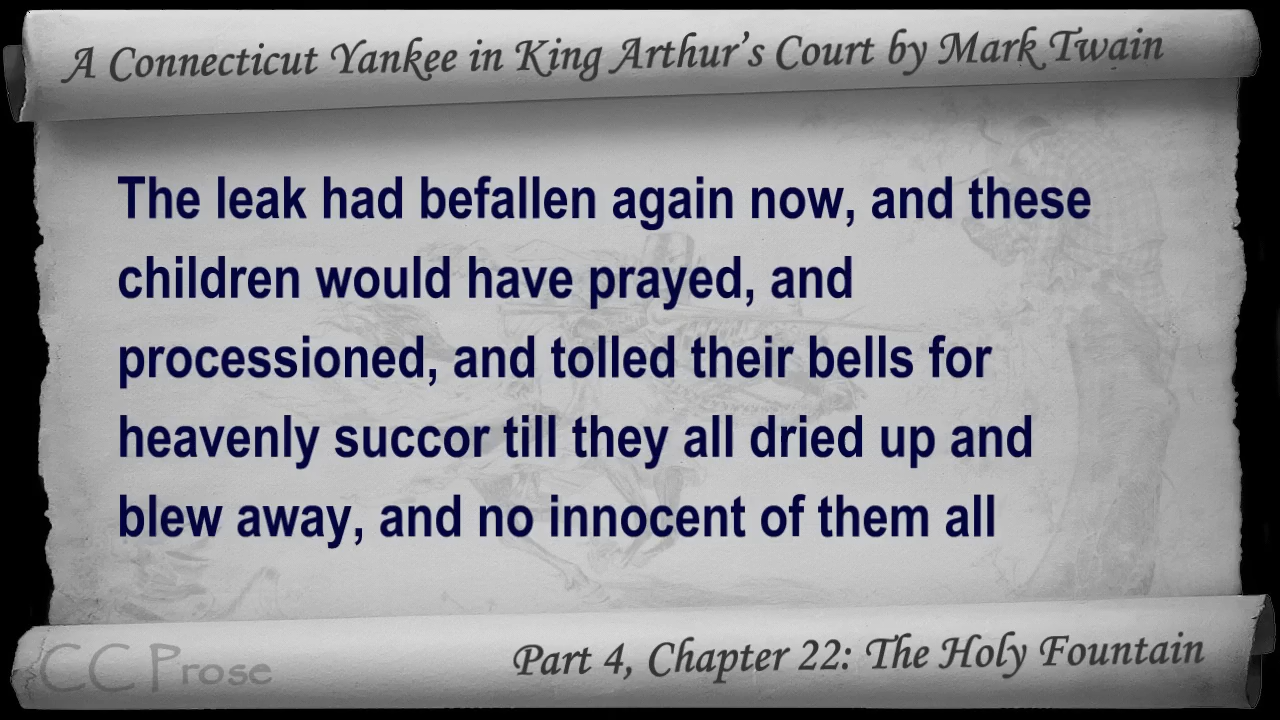 A Connecticut Yankee in King Arthur's Court by Mark Twain
The leak had befallen again now, and these
children would have prayed, and
processioned, and tolled their bells for
heavenly succor till they all dried up and
blew away, and no innocent of them all
CC Prose
Part 4, Chapter 22: The Holy Fountain